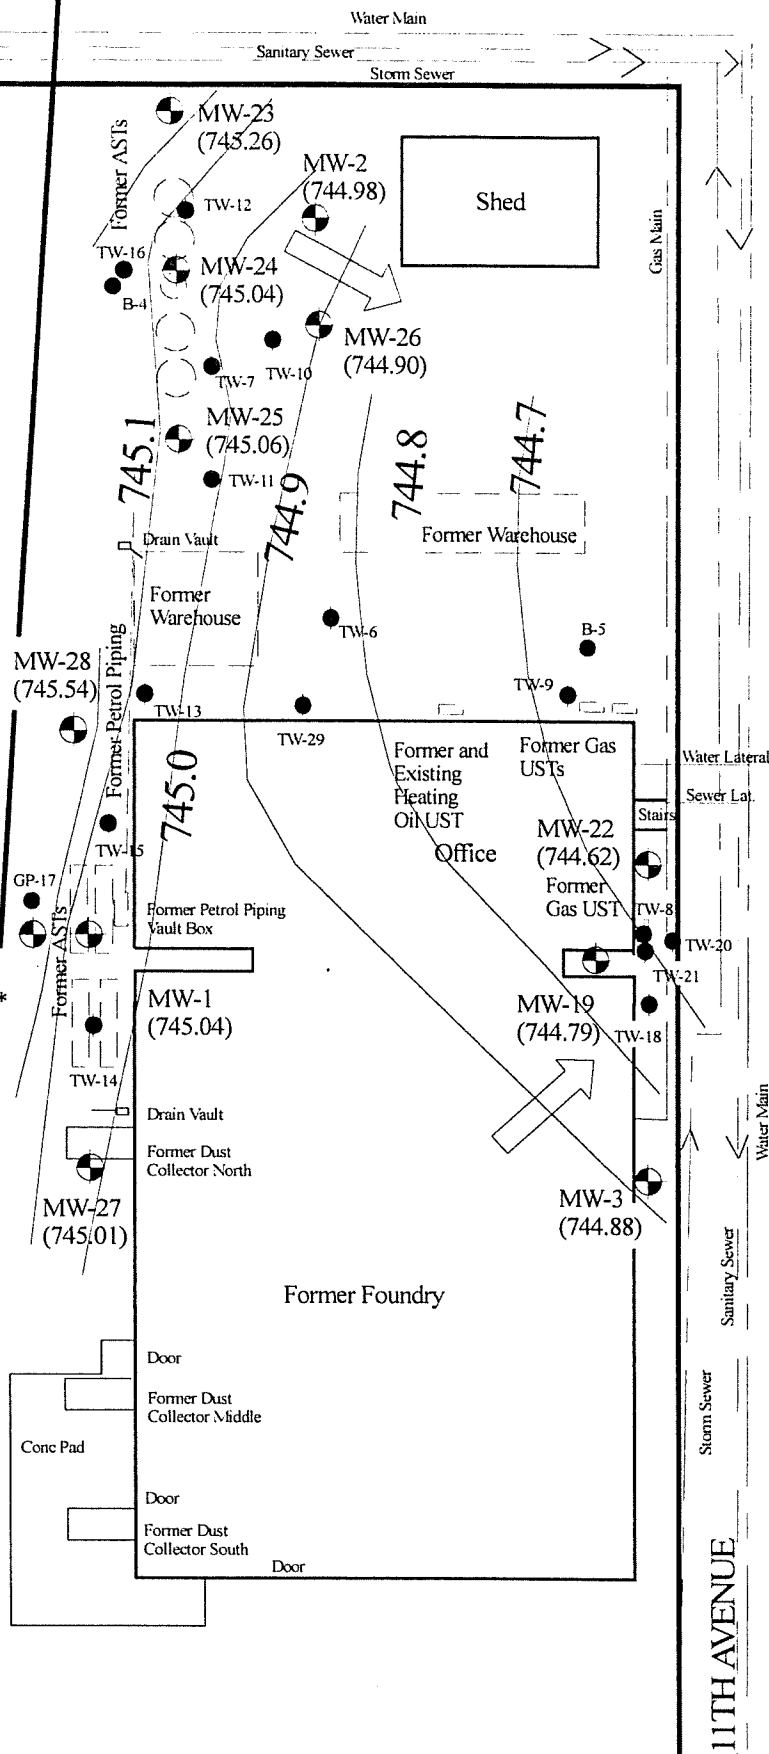 Water Main
Sanitary Sewer
Storm Sewer
MW-23
(745.26)
Former ASTs
MW-2
(744.98)
Shed
TW-12
Gas Main
TW-16
MW-24
(745.04)
B-4
MW-26
(744.90)
TW-10
TW-7
MW-25
(745.06)
745.1
744.8
744.7
TW-11
744.9
Former Warehouse
Drain Vault
Former
Warehouse
TW-6
B-5
Former Petrol Piping
MW-28
(745.54)
TW-9
TW-13
TW-29
745.0
Former and
Existing
Heating
Oil UST
Former Gas
USTs
Water Lateral
Sewer Lat.
Stairs
TW-15
MW-22
(744.62)
Office
GP-17
Former
Gas UST
TW-8
Former Petrol Piping
Vault Box
Former ASTs
TW-20
TW-21
*
MW-1
(745.04)
MW-19
(744.79)
TW-18
TW-14
Drain Vault
Water Main
Former Dust
Collector North
MW-27
(745.01)
MW-3
(744.88)
Sanitary Sewer
Former Foundry
Door
Former Dust
Collector Middle
Storm Sewer
Conc Pad
Door
Former Dust
Collector South
Door
11TH AVENUE